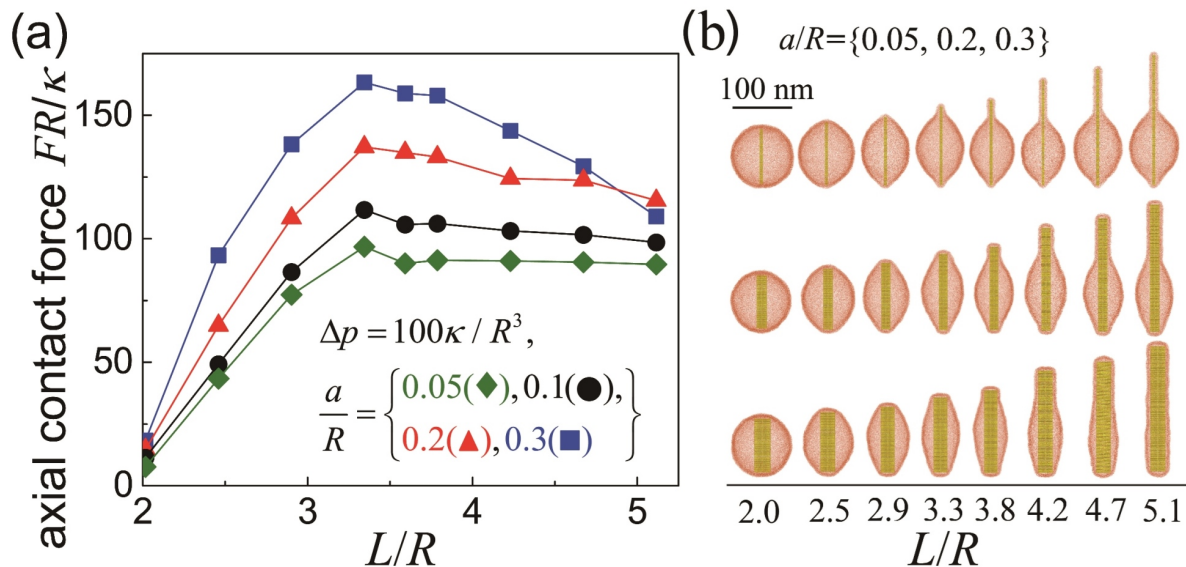 (a)
axial contact force FR/κ
150
100
50
0
2 3 4 5
L/R
Δp = 100κ / R³,
a/R = { 0.05(◆), 0.1(●),
0.2(▲), 0.3(■) }
(b)
a/R={0.05, 0.2, 0.3}
100 nm
2.0 2.5 2.9 3.3 3.8 4.2 4.7 5.1
L/R